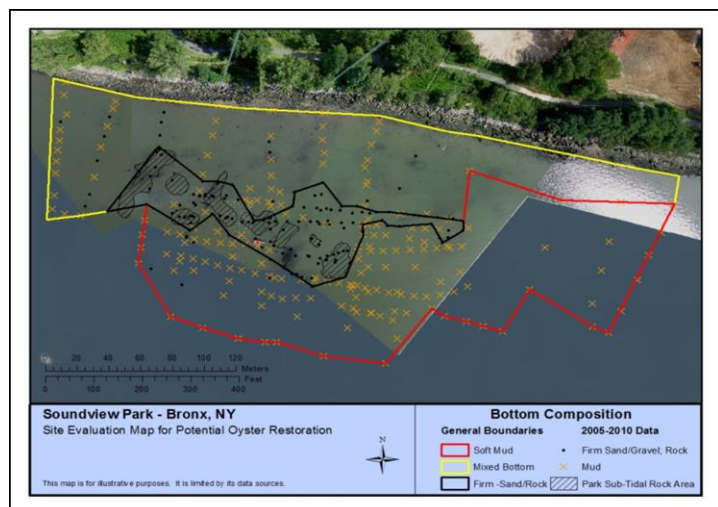 0 20 40 60 80 100 120
Meters
Feet
0 100 200 300 400
Soundview Park - Bronx, NY
Site Evaluation Map for Potential Oyster Restoration
N
This map is for illustrative purposes. It is limited by its data sources.
Bottom Composition
General Boundaries 2005-2010 Data
Soft Mud Firm Sand/Gravel; Rock
Mixed Bottom Mud
Firm -Sand/Rock Park Sub-Tidal Rock Area